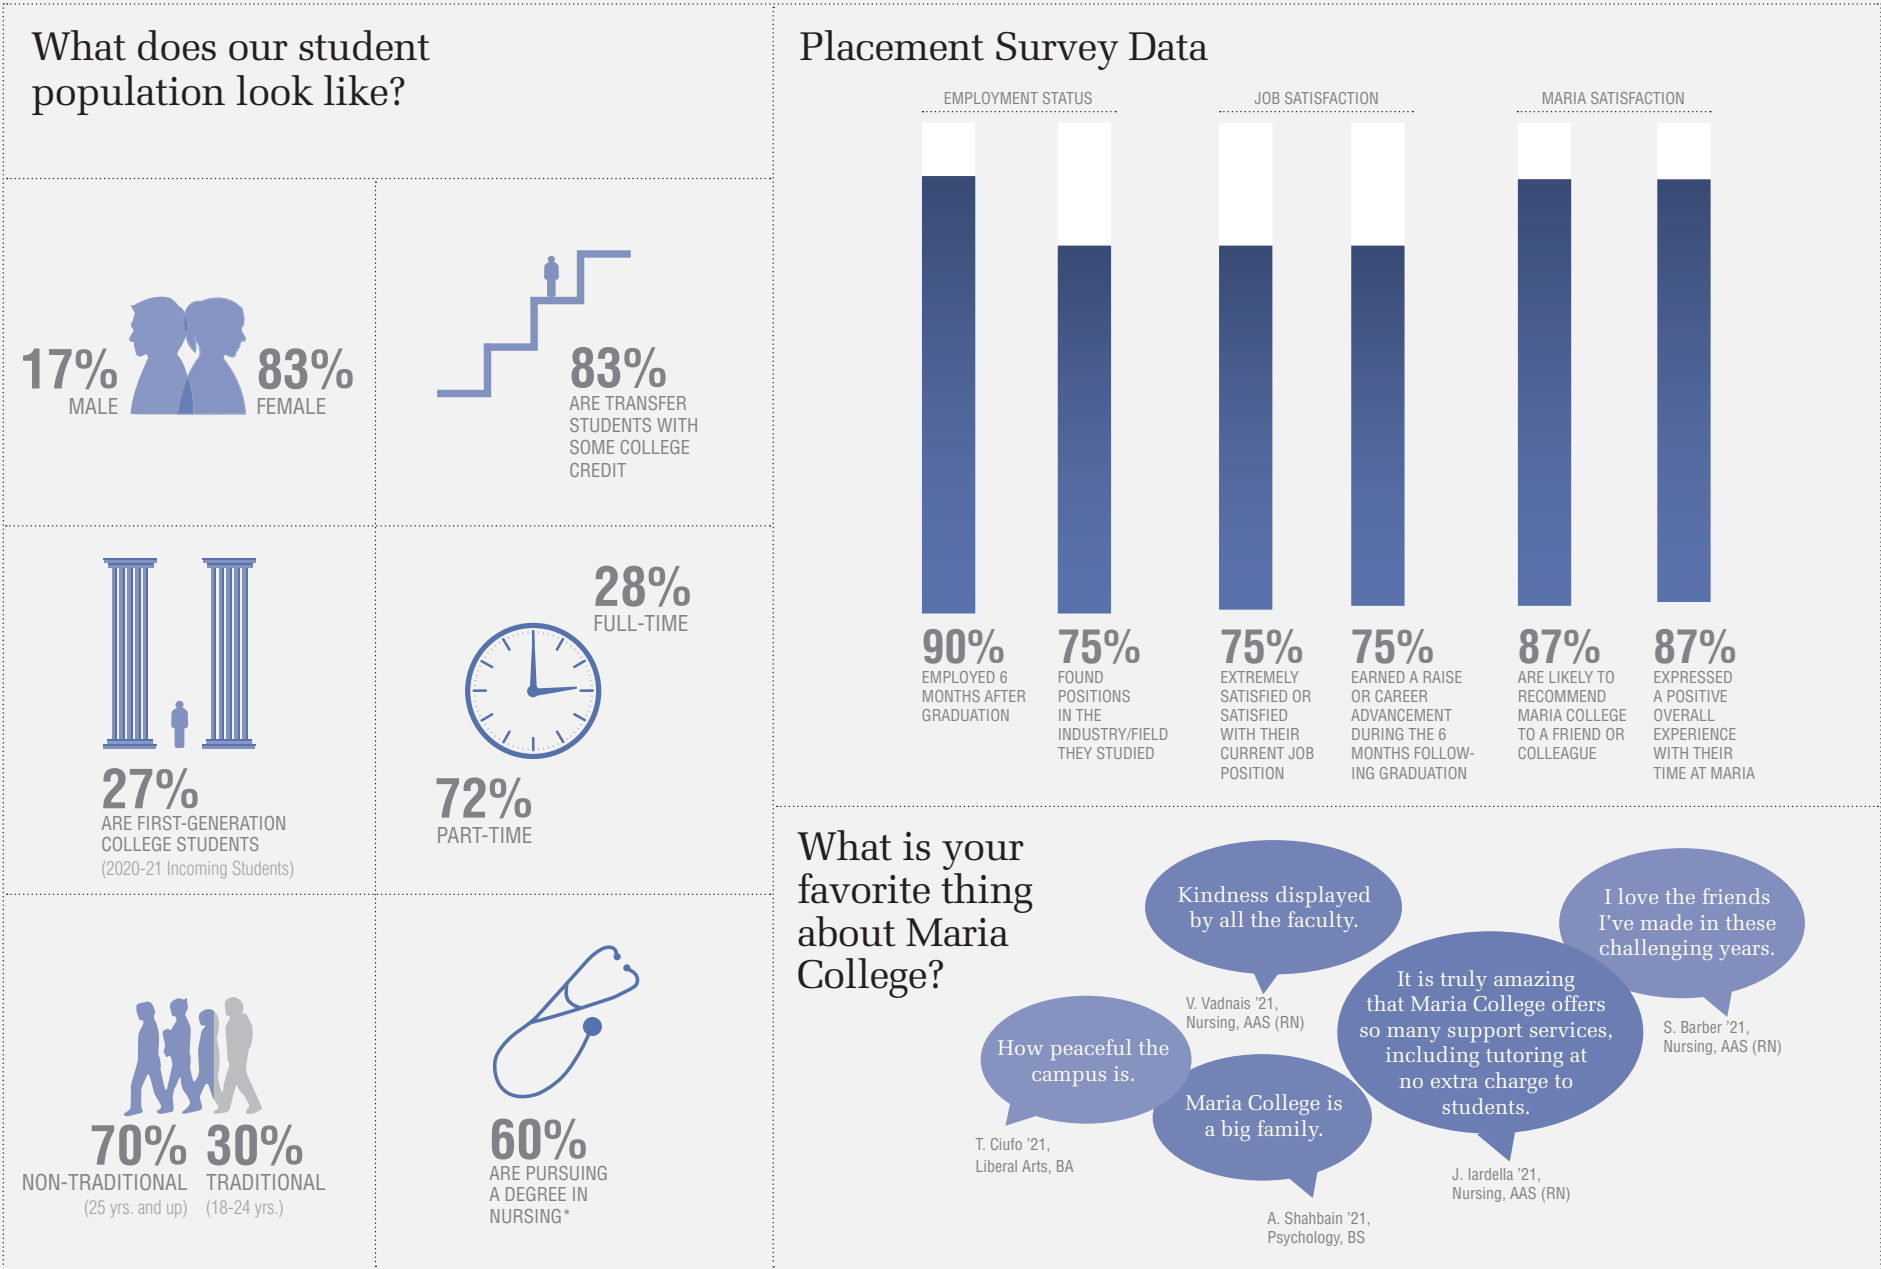 What does our student
population look like?
17%
MALE
83%
FEMALE
83%
ARE TRANSFER
STUDENTS WITH
SOME COLLEGE
CREDIT
27%
ARE FIRST-GENERATION
COLLEGE STUDENTS
(2020-21 Incoming Students)
28%
FULL-TIME
72%
PART-TIME
70%
NON-TRADITIONAL
(25 yrs. and up)
30%
TRADITIONAL
(18-24 yrs.)
60%
ARE PURSUING
A DEGREE IN
NURSING*
Placement Survey Data
EMPLOYMENT STATUS
JOB SATISFACTION
MARIA SATISFACTION
90%
EMPLOYED 6
MONTHS AFTER
GRADUATION
75%
FOUND
POSITIONS
IN THE
INDUSTRY/FIELD
THEY STUDIED
75%
EXTREMELY
SATISFIED OR
SATISFIED
WITH THEIR
CURRENT JOB
POSITION
75%
EARNED A RAISE
OR CAREER
ADVANCEMENT
DURING THE 6
MONTHS FOLLOW-
ING GRADUATION
87%
ARE LIKELY TO
RECOMMEND
MARIA COLLEGE
TO A FRIEND OR
COLLEAGUE
87%
EXPRESSED
A POSITIVE
OVERALL
EXPERIENCE
WITH THEIR
TIME AT MARIA
What is your
favorite thing
about Maria
College?
Kindness displayed
by all the faculty.
V. Vadnais ’21,
Nursing, AAS (RN)
I love the friends
I’ve made in these
challenging years.
S. Barber ’21,
Nursing, AAS (RN)
It is truly amazing
that Maria College offers
so many support services,
including tutoring at
no extra charge to
students.
J. Iardella ’21,
Nursing, AAS (RN)
How peaceful the
campus is.
T. Ciufo ’21,
Liberal Arts, BA
Maria College is
a big family.
A. Shahbain ’21,
Psychology, BS